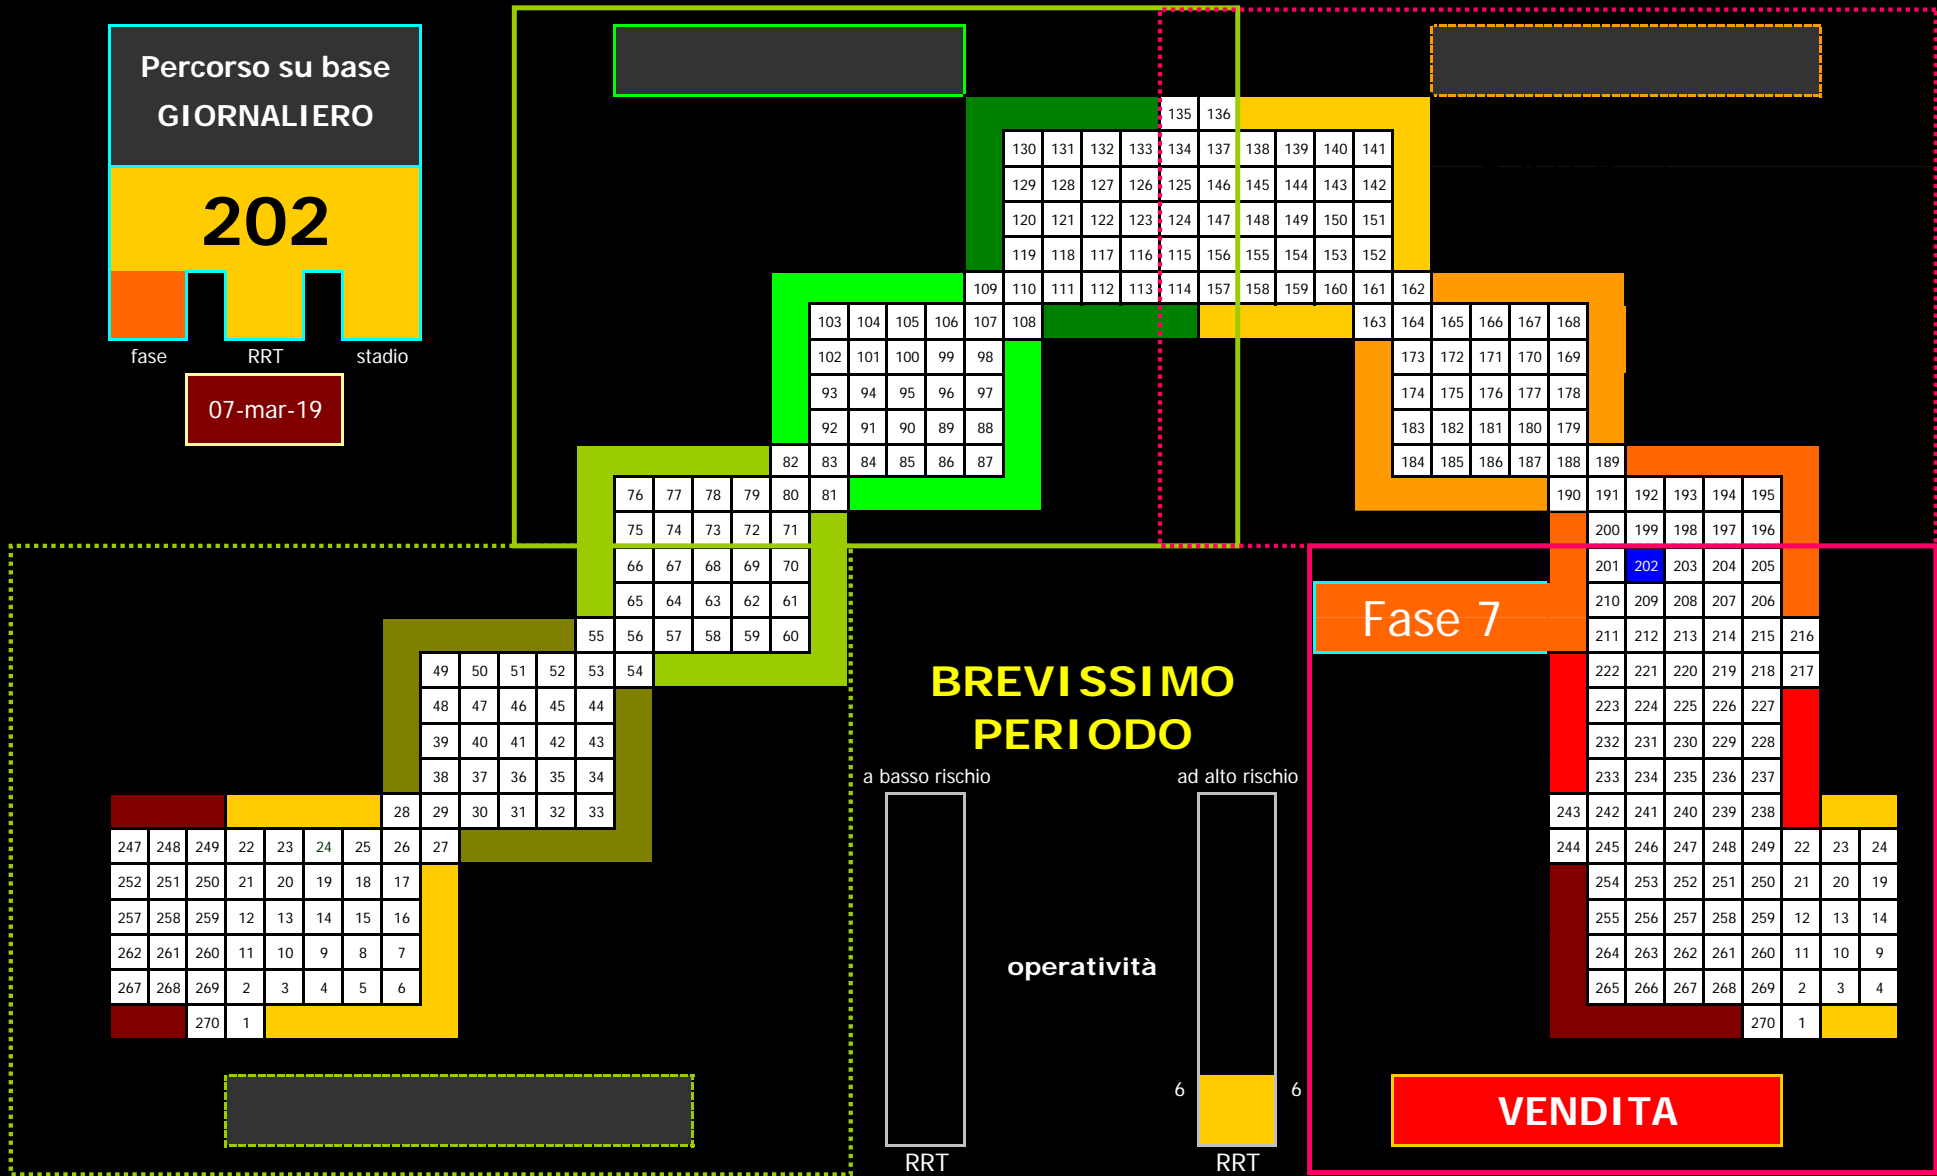 Percorso su base
GIORNALIERO
202
fase RRT stadio
07-mar-19
135 136
130 131 132 133 134 137 138 139 140 141
129 128 127 126 125 146 145 144 143 142
120 121 122 123 124 147 148 149 150 151
119 118 117 116 115 156 155 154 153 152
109 110 111 112 113 114 157 158 159 160 161 162
103 104 105 106 107 108 163 164 165 166 167 168
102 101 100 99 98 173 172 171 170 169
93 94 95 96 97 174 175 176 177 178
92 91 90 89 88 183 182 181 180 179
82 83 84 85 86 87 184 185 186 187 188 189
76 77 78 79 80 81 190 191 192 193 194 195
75 74 73 72 71 200 199 198 197 196
66 67 68 69 70 201 202 203 204 205
65 64 63 62 61 210 209 208 207 206
Fase 7
55 56 57 58 59 60 211 212 213 214 215 216
49 50 51 52 53 54 222 221 220 219 218 217
BREVISSIMO
PERIODO
48 47 46 45 44 223 224 225 226 227
39 40 41 42 43 232 231 230 229 228
a basso rischio ad alto rischio
38 37 36 35 34 233 234 235 236 237
28 29 30 31 32 33 243 242 241 240 239 238
247 248 249 22 23 24 25 26 27 244 245 246 247 248 249 22 23 24
252 251 250 21 20 19 18 17 254 253 252 251 250 21 20 19
257 258 259 12 13 14 15 16 255 256 257 258 259 12 13 14
262 261 260 11 10 9 8 7 264 263 262 261 260 11 10 9
operatività
267 268 269 2 3 4 5 6 265 266 267 268 269 2 3 4
270 1 270 1
6 6
VENDITA
RRT RRT